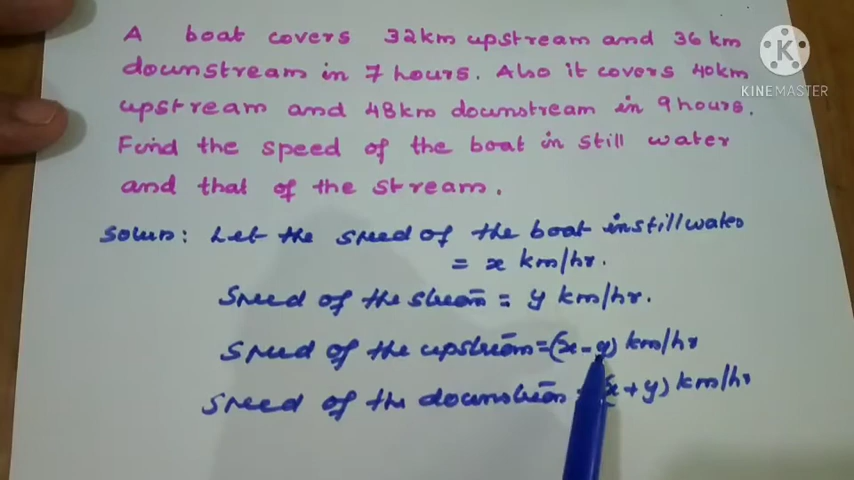 A boat covers 32km upstream and 36 km
downstream in 7 hours. Also it covers 40km
upstream and 48km downstream in 9 hours.
Find the speed of the boat in still water
and that of the stream.
Soln: Let the speed of the boat in still water
= x km/hr.
Speed of the stream = y km/hr.
Speed of the upstream = (x-y) km/hr
Speed of the downstream = (x + y) km/hr
K
KINEMASTER